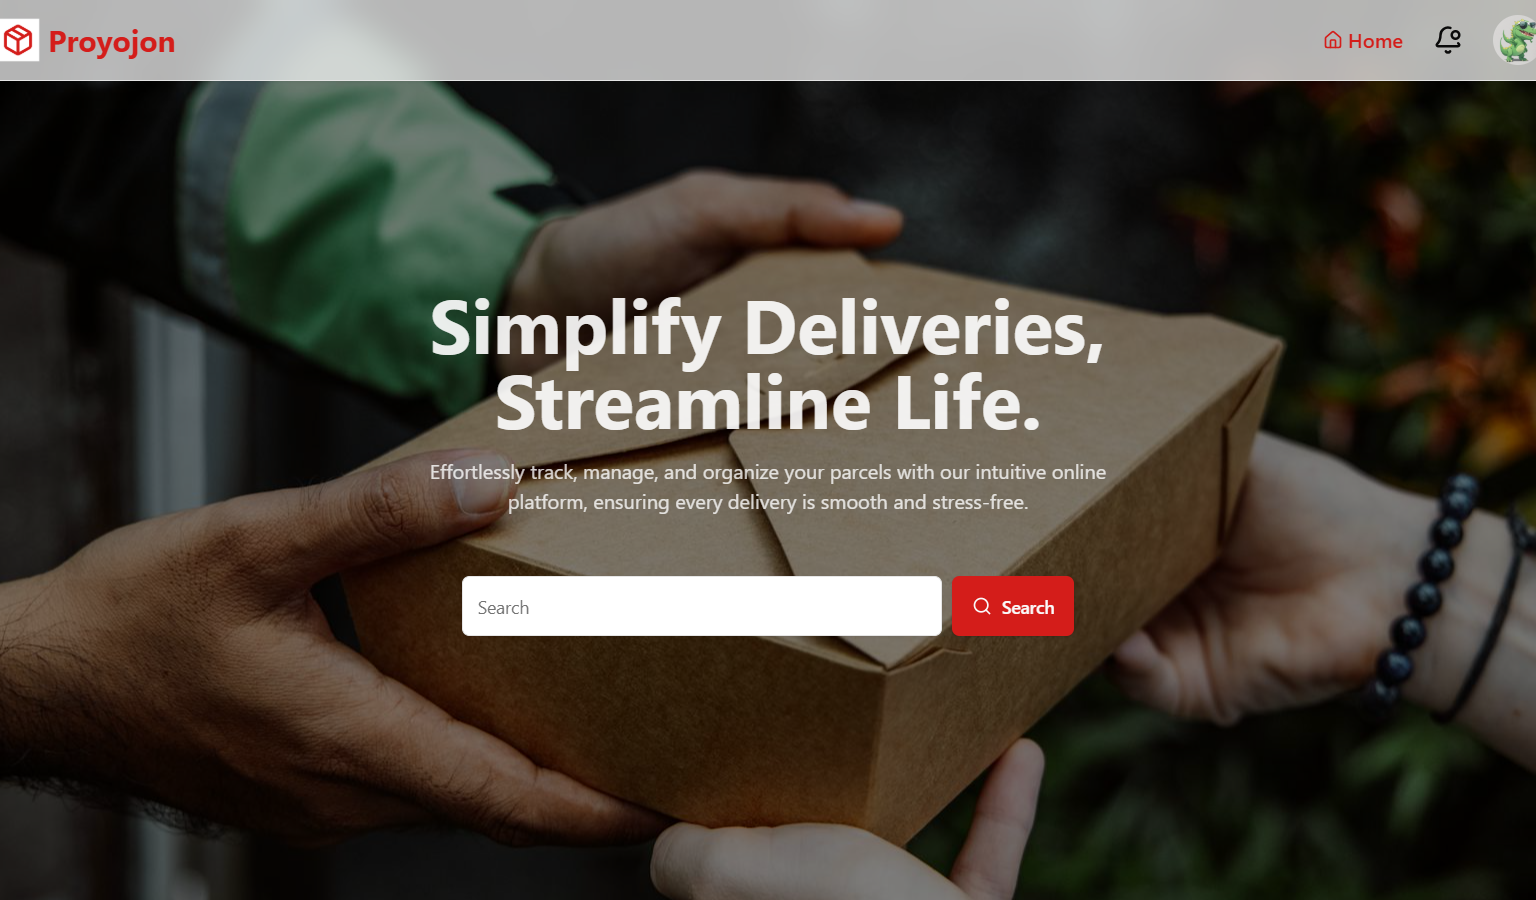 Proyojon
Home
Simplify Deliveries,
Streamline Life.
Effortlessly track, manage, and organize your parcels with our intuitive online
platform, ensuring every delivery is smooth and stress-free.
Search
Search